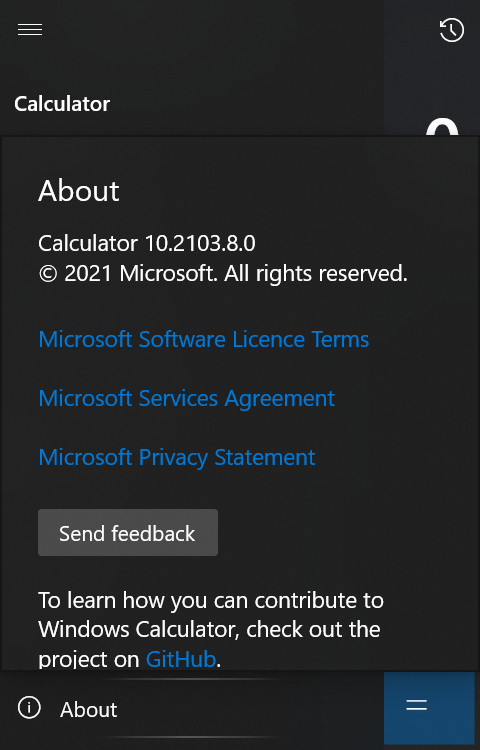 Calculator
About
Calculator 10.2103.8.0
© 2021 Microsoft. All rights reserved.
Microsoft Software Licence Terms
Microsoft Services Agreement
Microsoft Privacy Statement
Send feedback
To learn how you can contribute to
Windows Calculator, check out the
project on GitHub.
About